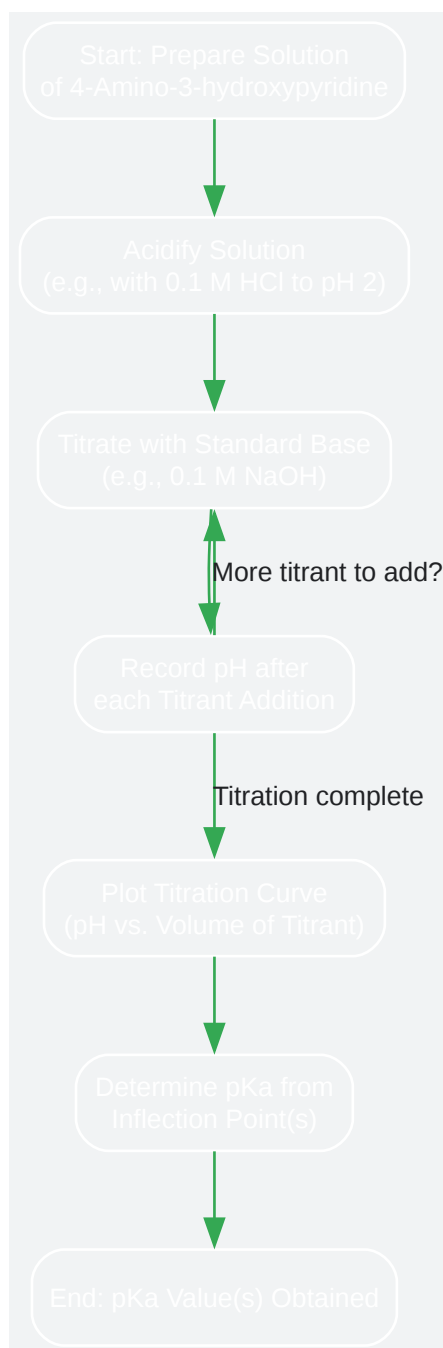 Start: Prepare Solution
of 4-Amino-3-hydroxypyridine
Acidify Solution
(e.g., with 0.1 M HCl to pH 2)
Titrate with Standard Base
(e.g., 0.1 M NaOH)
More titrant to add?
Record pH after
each Titrant Addition
Titration complete
Plot Titration Curve
(pH vs. Volume of Titrant)
Determine pKa from
Inflection Point(s)
End: pKa Value(s) Obtained